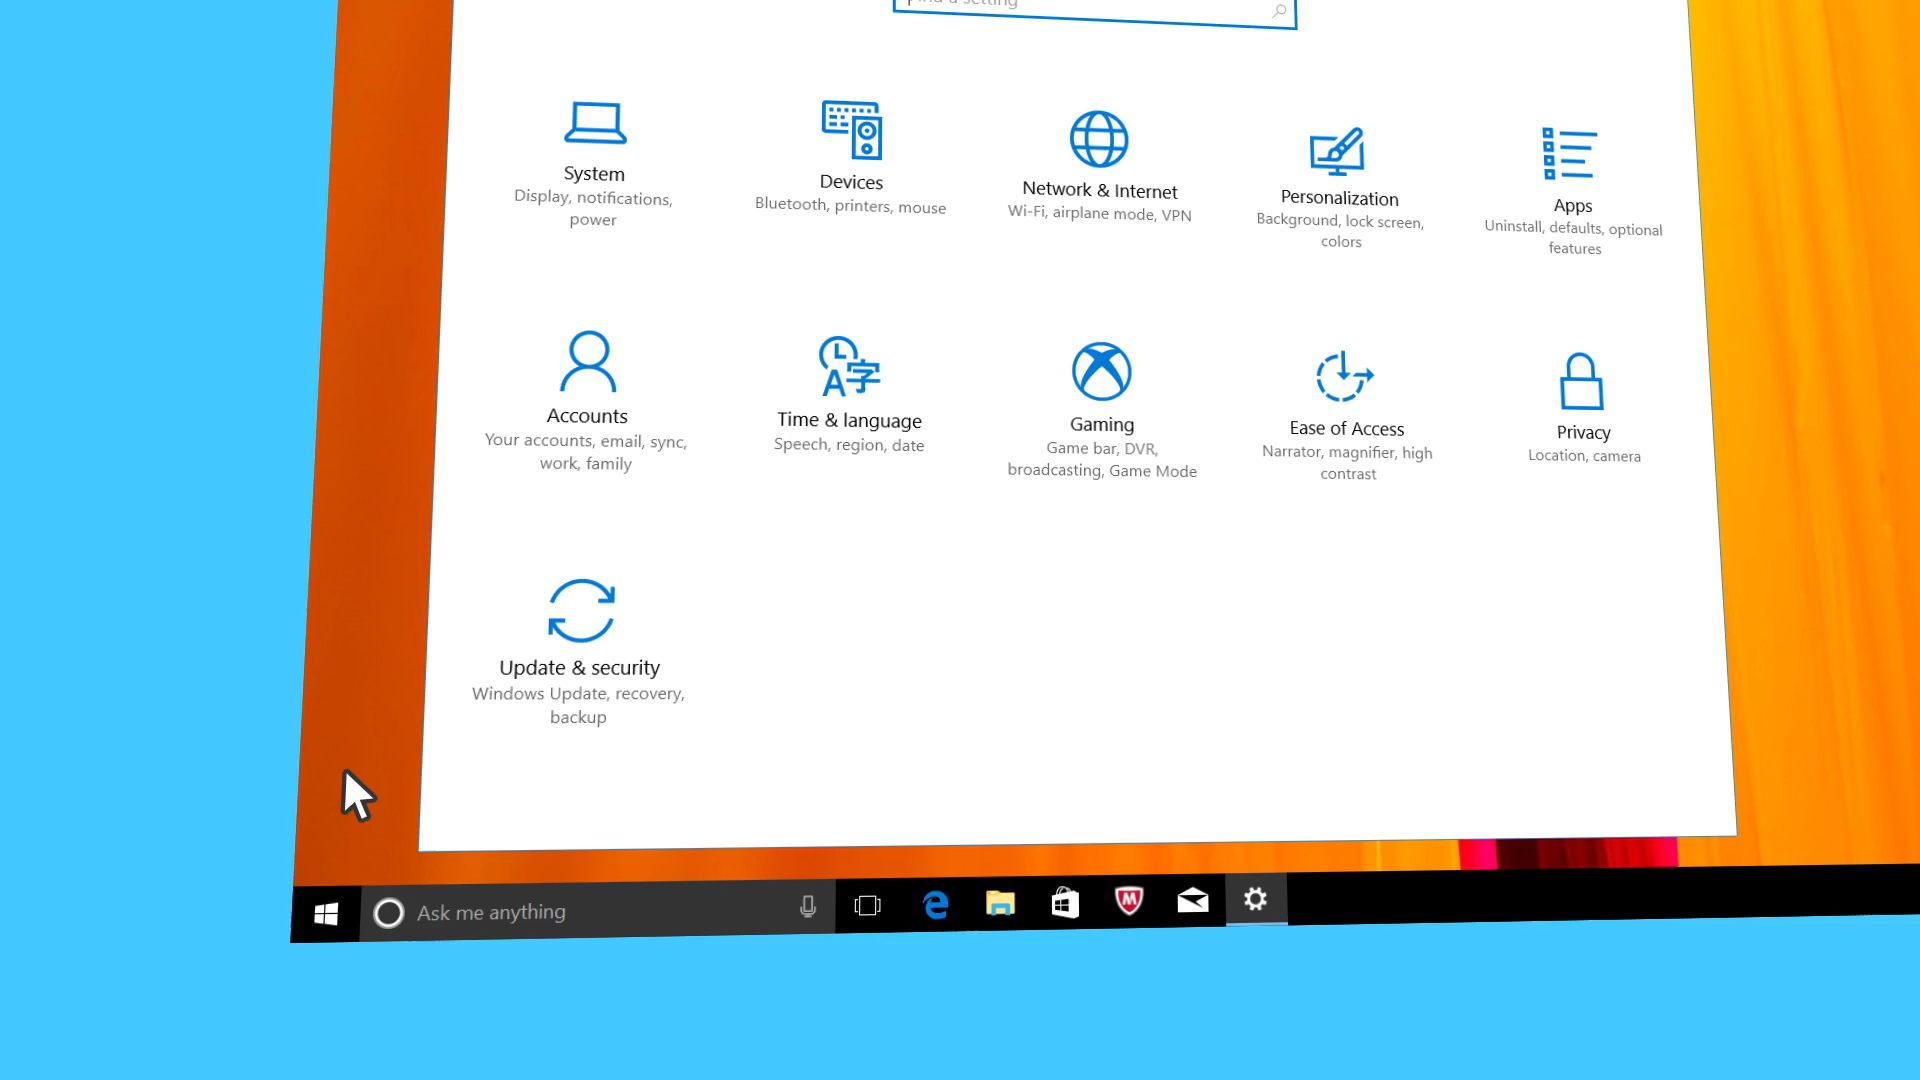 System
Display, notifications,
power
Devices
Bluetooth, printers, mouse
Network & Internet
Wi-Fi, airplane mode, VPN
Personalization
Background, lock screen,
colors
Apps
Uninstall, defaults, optional
features
Accounts
Your accounts, email, sync,
work, family
Time & language
Speech, region, date
Gaming
Game bar, DVR,
broadcasting, Game Mode
Ease of Access
Narrator, magnifier, high
contrast
Privacy
Location, camera
Update & security
Windows Update, recovery,
backup
Ask me anything